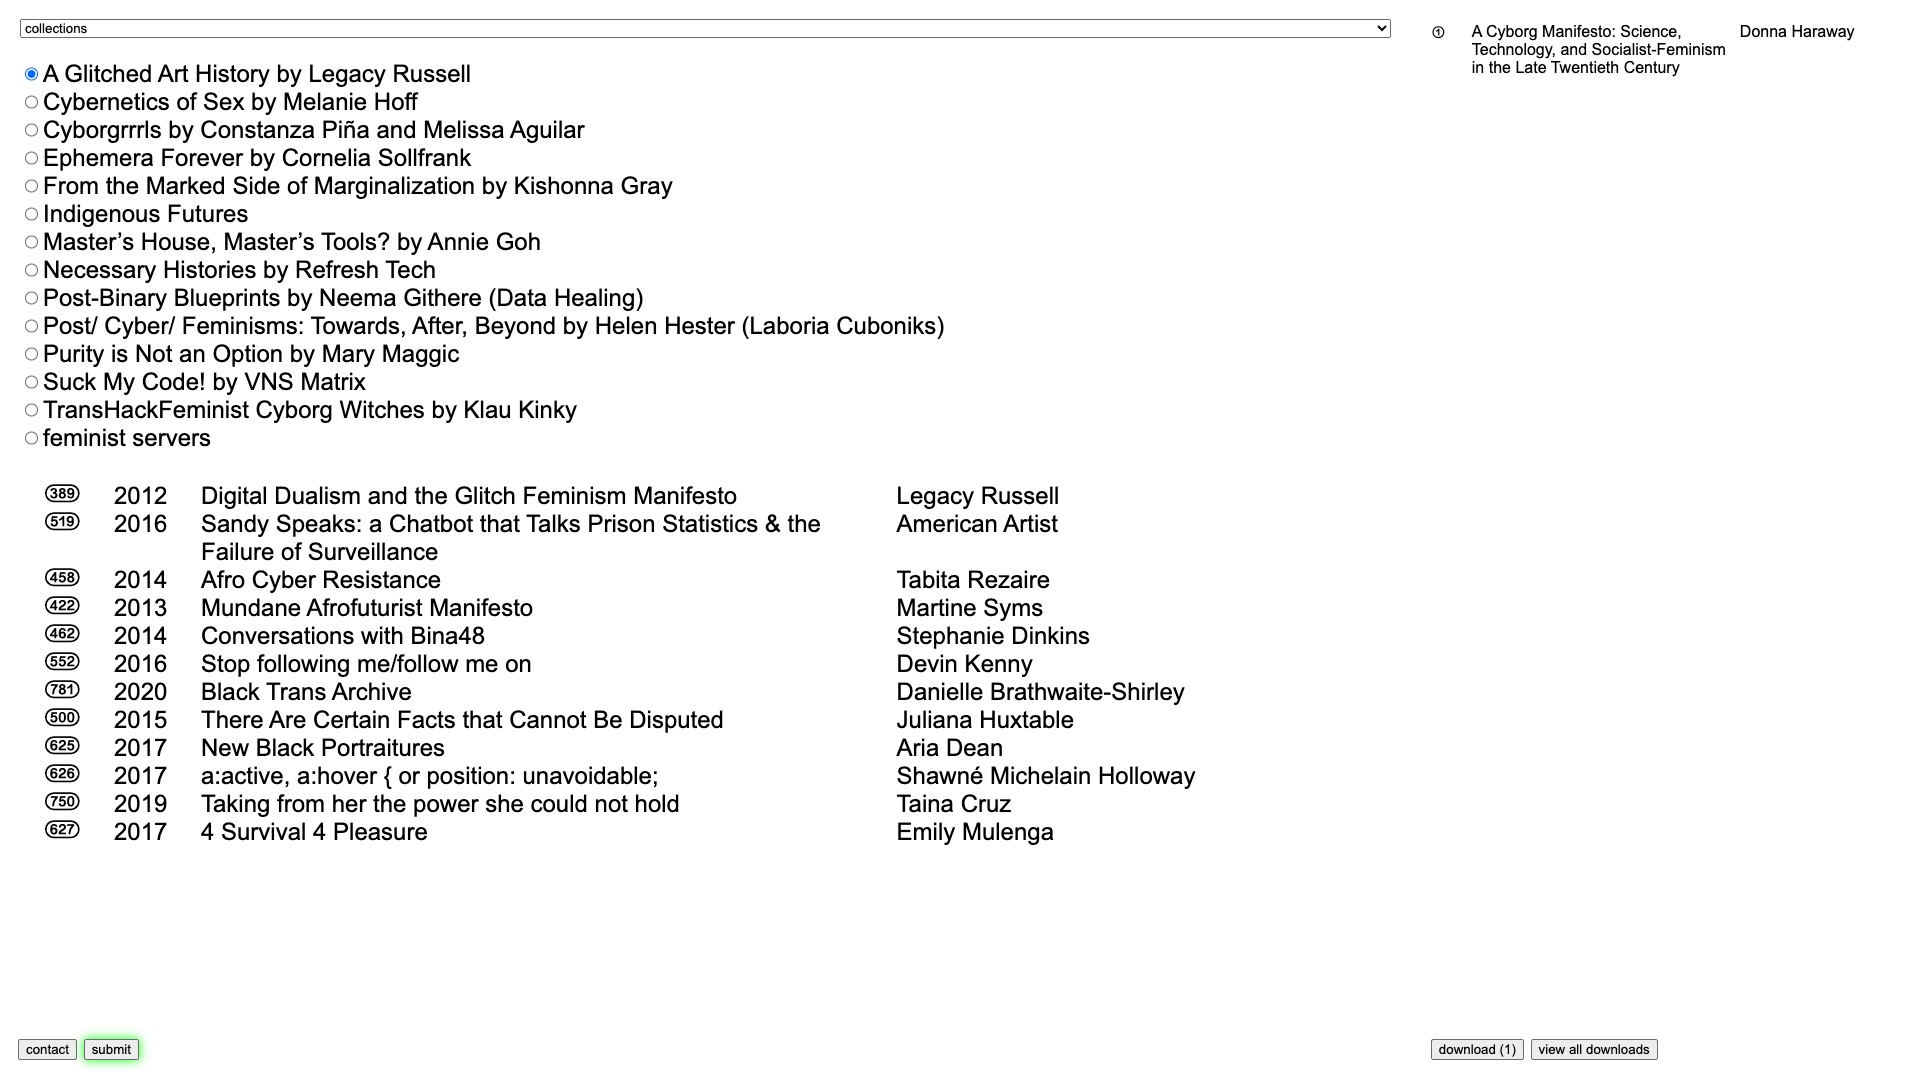 collections
A Glitched Art History by Legacy Russell
Cybernetics of Sex by Melanie Hoff
Cyborgrrrls by Constanza Piña and Melissa Aguilar
Ephemera Forever by Cornelia Sollfrank
From the Marked Side of Marginalization by Kishonna Gray
Indigenous Futures
Master’s House, Master’s Tools? by Annie Goh
Necessary Histories by Refresh Tech
Post-Binary Blueprints by Neema Githere (Data Healing)
Post/ Cyber/ Feminisms: Towards, After, Beyond by Helen Hester (Laboria Cuboniks)
Purity is Not an Option by Mary Maggic
Suck My Code! by VNS Matrix
TransHackFeminist Cyborg Witches by Klau Kinky
feminist servers
389 2012 Digital Dualism and the Glitch Feminism Manifesto Legacy Russell
519 2016 Sandy Speaks: a Chatbot that Talks Prison Statistics & the American Artist
Failure of Surveillance
458 2014 Afro Cyber Resistance Tabita Rezaire
422 2013 Mundane Afrofuturist Manifesto Martine Syms
462 2014 Conversations with Bina48 Stephanie Dinkins
552 2016 Stop following me/follow me on Devin Kenny
781 2020 Black Trans Archive Danielle Brathwaite-Shirley
500 2015 There Are Certain Facts that Cannot Be Disputed Juliana Huxtable
625 2017 New Black Portraitures Aria Dean
626 2017 a:active, a:hover { or position: unavoidable; Shawné Michelain Holloway
750 2019 Taking from her the power she could not hold Taina Cruz
627 2017 4 Survival 4 Pleasure Emily Mulenga
contact submit
1 A Cyborg Manifesto: Science, Donna Haraway
Technology, and Socialist-Feminism
in the Late Twentieth Century
download (1) view all downloads